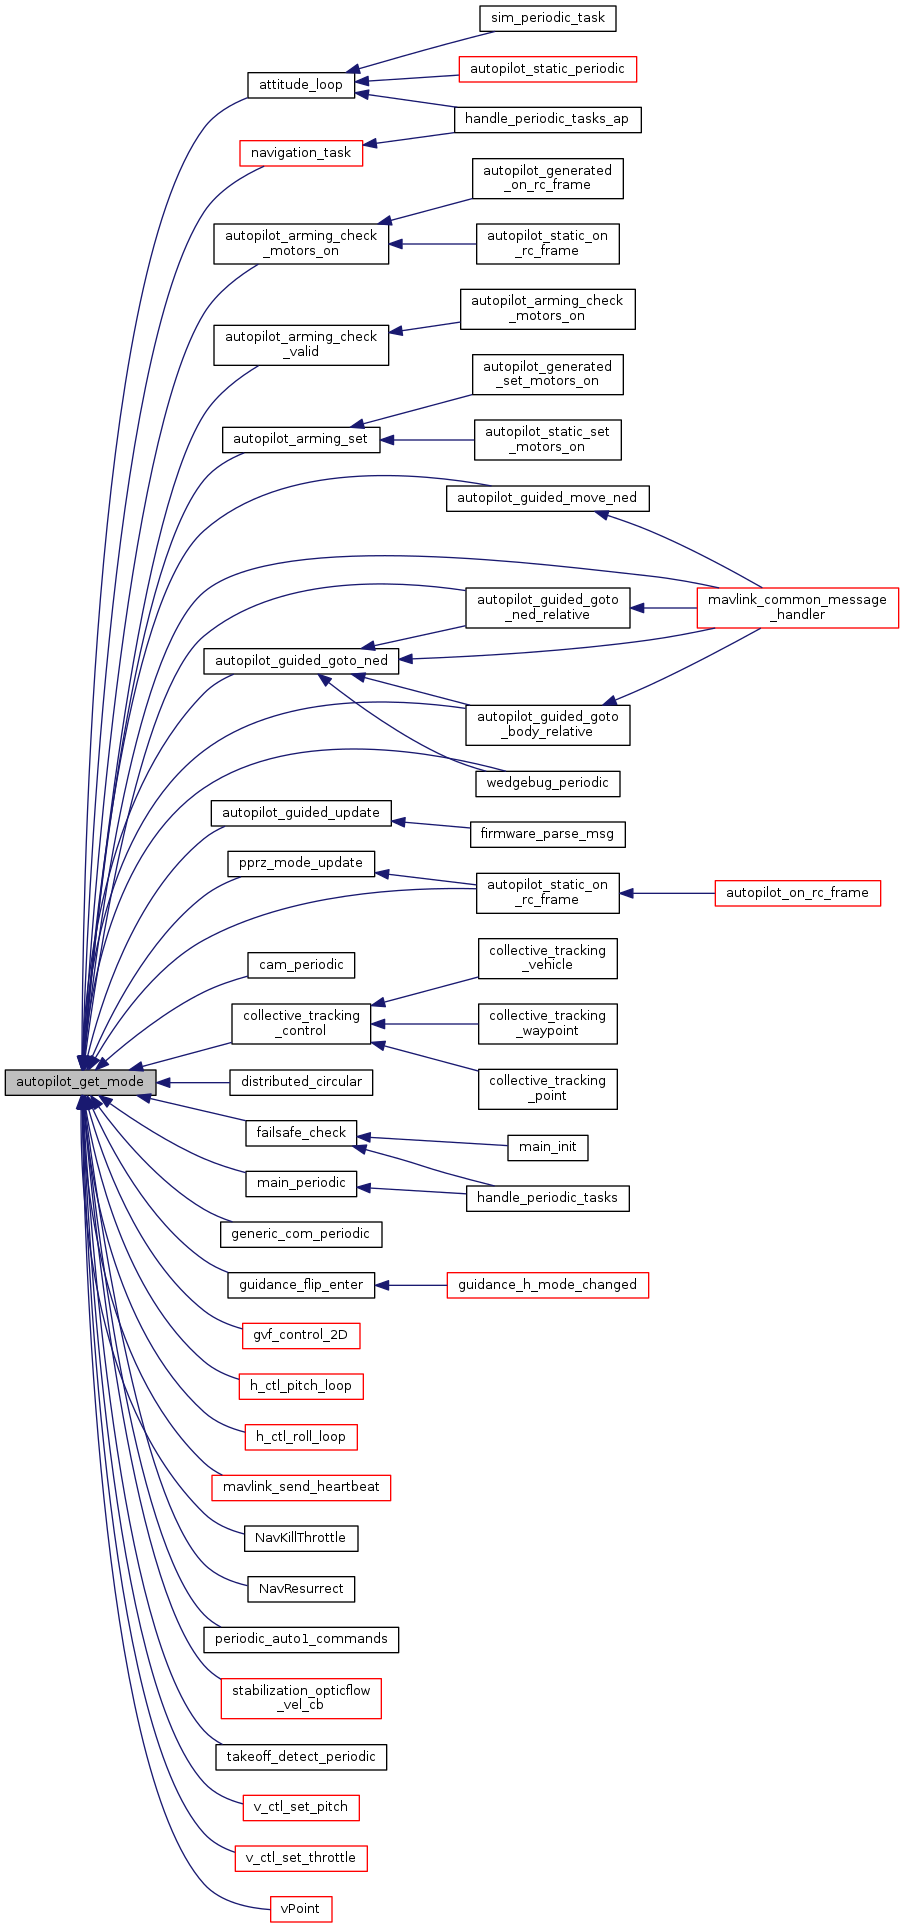 sim_periodic_task
autopilot_static_periodic
attitude_loop
handle_periodic_tasks_ap
navigation_task
autopilot_generated
_on_rc_frame
autopilot_arming_check
_motors_on
autopilot_static_on
_rc_frame
autopilot_arming_check
_motors_on
autopilot_arming_check
_valid
autopilot_generated
_set_motors_on
autopilot_arming_set
autopilot_static_set
_motors_on
autopilot_guided_move_ned
autopilot_guided_goto
_ned_relative
mavlink_common_message
_handler
autopilot_guided_goto_ned
autopilot_guided_goto
_body_relative
wedgebug_periodic
autopilot_guided_update
firmware_parse_msg
pprz_mode_update
autopilot_static_on
_rc_frame
autopilot_on_rc_frame
cam_periodic
collective_tracking
_vehicle
collective_tracking
_control
collective_tracking
_waypoint
autopilot_get_mode
distributed_circular
collective_tracking
_point
failsafe_check
main_init
main_periodic
handle_periodic_tasks
generic_com_periodic
guidance_flip_enter
guidance_h_mode_changed
gvf_control_2D
h_ctl_pitch_loop
h_ctl_roll_loop
mavlink_send_heartbeat
NavKillThrottle
NavResurrect
periodic_auto1_commands
stabilization_opticflow
_vel_cb
takeoff_detect_periodic
v_ctl_set_pitch
v_ctl_set_throttle
vPoint